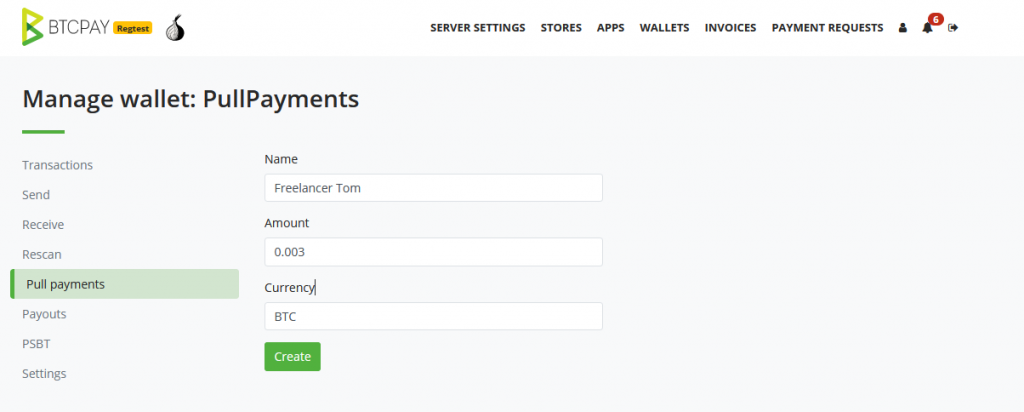 BTCPAY Regtest SERVER SETTINGS STORES APPS WALLETS INVOICES PAYMENT REQUESTS 6
Manage wallet: PullPayments
Transactions
Send
Receive
Rescan
Pull payments
Payouts
PSBT
Settings
Name
Freelancer Tom
Amount
0.003
Currency
BTC
Create